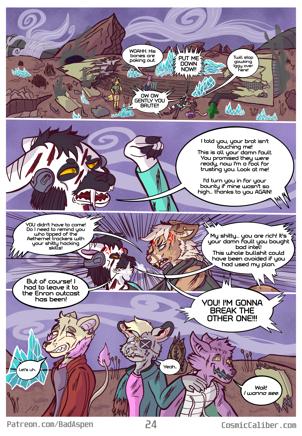 WOAHH. His
bones are
poking out.
PUT ME
DOWN
NOW!!
OW OW
GENTLY YOU
BRUTE!
I told you, your brat isn't
touching me!
This is all your damn fault!
You promised they were
ready, now I'm a fool for
trusting you. Look at me!
I'd turn you in for your
bounty if mine wasn't so
high.. thanks to you AGAIN!
YOU didn't have to come!
Do I need to remind you
who tipped off the
Aethernet trackers with
your shitty hacking
skills!!
My shitty... you are rich! It's
your damn fault you bought
bad intel!!
This whole bullshit could
have been avoided if you
had used my plan.
But of course! I
had to leave it to
the Enron outcast
has been!
YOU! I'M GONNA
BREAK THE
OTHER ONE!!!
Let's uh..
Yeah..
Wait!
I wanna see
Patreon.com/BadAspen
24
CosmicCaliber.com